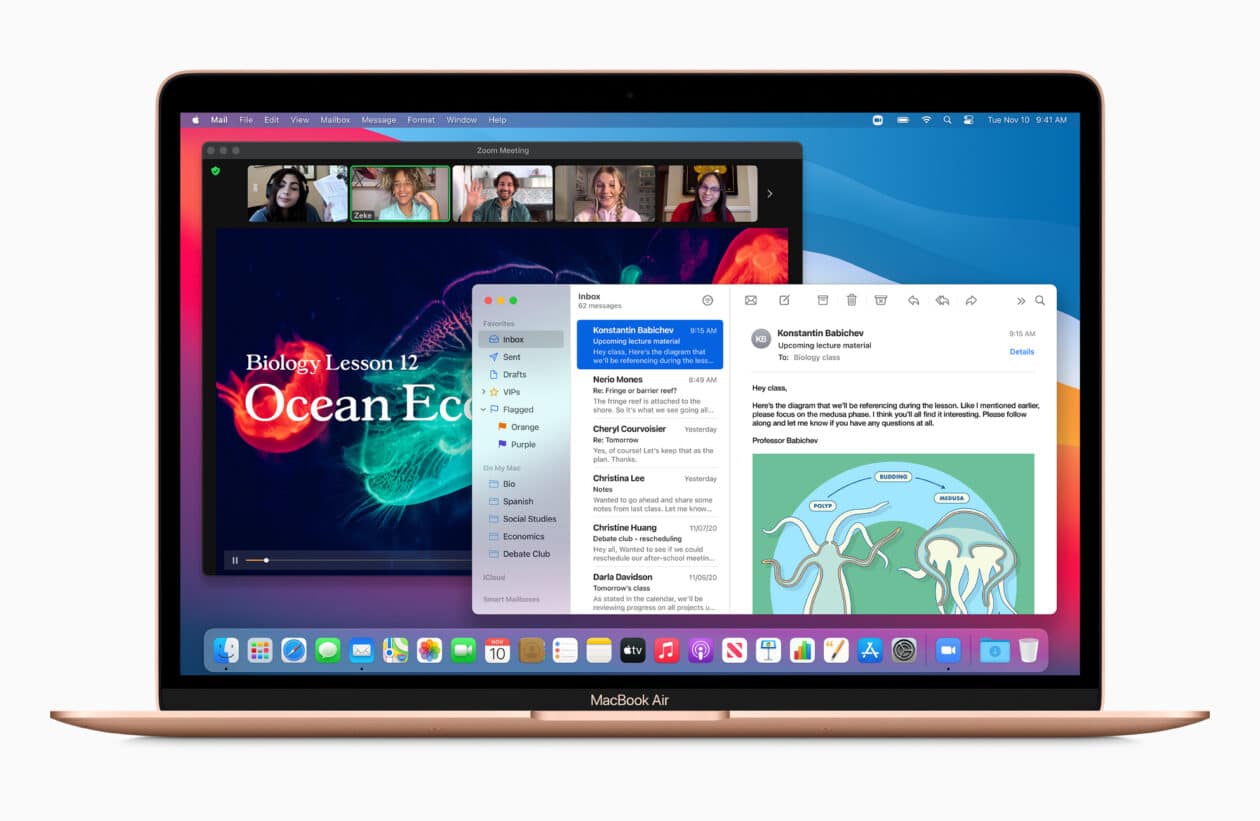 Mail File Edit View Mailbox Message Format Window Help
Tue Nov 10 9:41 AM
Zoom Meeting
Zeke
Biology Lesson 12
Ocean Eco
Favorites
Inbox
Sent
Drafts
VIPs
Flagged
Orange
Purple
On My Mac
Bio
Spanish
Social Studies
Economics
Debate Club
iCloud
Smart Mailboxes
Inbox
62 messages
Konstantin Babichev 9:15 AM
Upcoming lecture material
Hey class, Here's the diagram that
we'll be referencing during the less...
Nerio Mones 8:49 AM
Re: Fringe or barrier reef?
The fringe reef is attached to the
shore. So it's what we see going all...
Cheryl Courvoisier Yesterday
Re: Tomorrow
Yes, of course! Let's keep that as the
plan. Thanks.
Christina Lee Yesterday
Notes
Wanted to go ahead and share some
notes from last class. Let me know...
Christine Huang 11/07/20
Debate club - rescheduling
Hey all, Wanted to see if we could
reschedule our after-school meetin...
Darla Davidson 11/06/20
Tomorrow's class
As stated in the calendar, we'll be
reviewing progress on all projects u...
KB
Konstantin Babichev 9:15 AM
Upcoming lecture material
To: Biology class Details
Hey class,
Here's the diagram that we'll be referencing during the lesson. Like I mentioned earlier,
please focus on the medusa phase. I think you'll all find it interesting. Please follow
along and let me know if you have any questions at all.
Professor Babichev
BUDDING
POLYP
MEDUSA
NOV
10
tv
MacBook Air